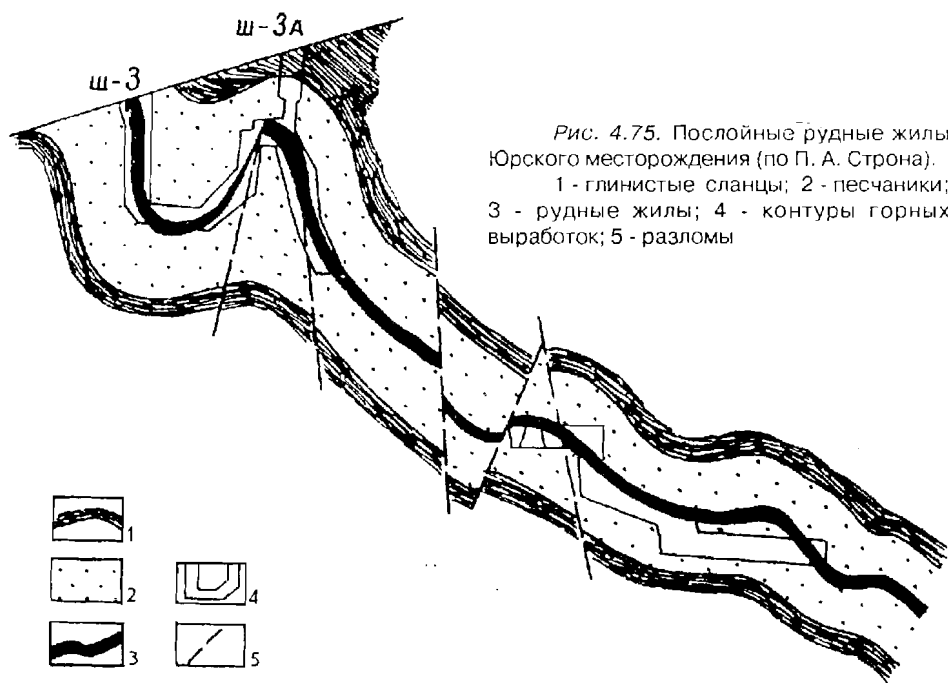 ш-3А
ш-3
Рис. 4.75. Послойные рудные жилы
Юрского месторождения (по П. А. Строна).
1 - глинистые сланцы; 2 - песчаники;
3 - рудные жилы; 4 - контуры горных
выработок; 5 - разломы
1
2
4
3
5